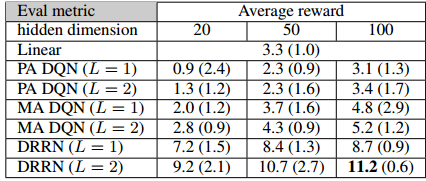 Eval metric Average reward
hidden dimension 20 50 100
Linear 3.3 (1.0)
PA DQN (L = 1) 0.9 (2.4) 2.3 (0.9) 3.1 (1.3)
PA DQN (L = 2) 1.3 (1.2) 2.3 (1.6) 3.4 (1.7)
MA DQN (L = 1) 2.0 (1.2) 3.7 (1.6) 4.8 (2.9)
MA DQN (L = 2) 2.8 (0.9) 4.3 (0.9) 5.2 (1.2)
DRRN (L = 1) 7.2 (1.5) 8.4 (1.3) 8.7 (0.9)
DRRN (L = 2) 9.2 (2.1) 10.7 (2.7) 11.2 (0.6)